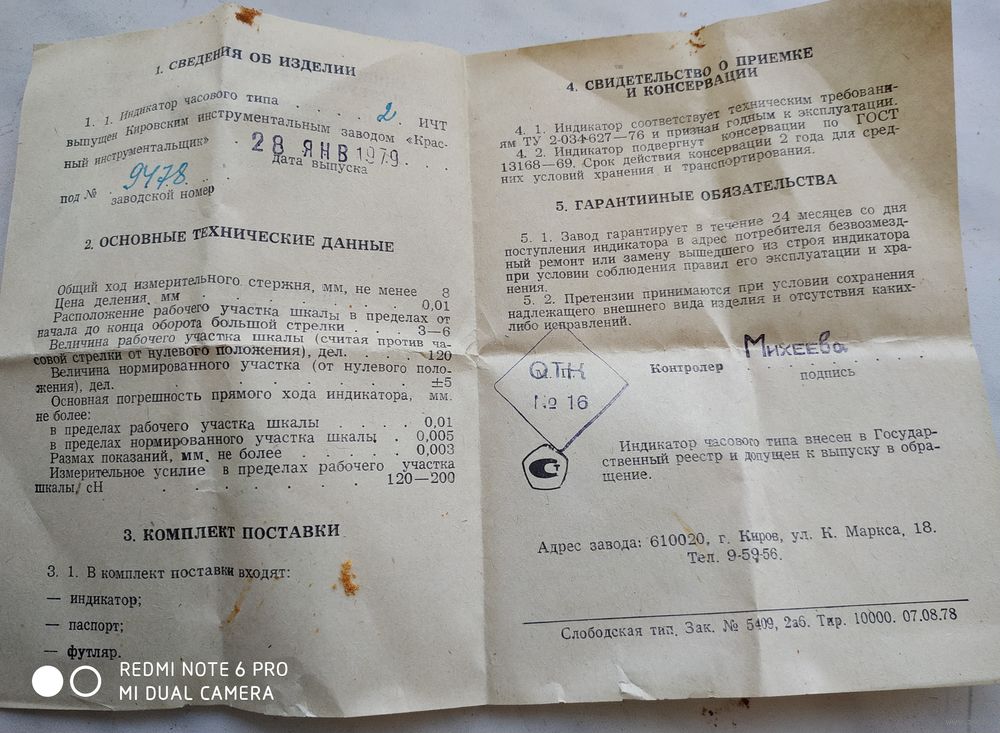 1. СВЕДЕНИЯ ОБ ИЗДЕЛИИ
1. 1. Индикатор часового типа . . . . 2. ИЧТ
выпущен Кировским инструментальным заводом «Крас-
ный инструментальщик» . 28 ЯНВ 1979 .
Дата выпуска
под № 9478
заводской номер
2. ОСНОВНЫЕ ТЕХНИЧЕСКИЕ ДАННЫЕ
Общий ход измерительного стержня, мм, не менее 8
Цена деления, мм . . . . . . . 0,01
Расположение рабочего участка шкалы в пределах от
начала до конца оборота большой стрелки . . . 3—6
Величина рабочего участка шкалы (считая против ча-
совой стрелки от нулевого положения), дел. . . 120
Величина нормированного участка (от нулевого поло-
жения), дел. . . . . . . . . ±5
Основная погрешность прямого хода индикатора, мм.
не более:
в пределах рабочего участка шкалы . . . 0,01
в пределах нормированного участка шкалы . . 0,005
Размах показаний, мм, не более . . . . . 0,003
Измерительное усилие в пределах рабочего участка
шкалы, сН . . . . . . . 120—200
3. КОМПЛЕКТ ПОСТАВКИ
3. 1. В комплект поставки входят:
— индикатор;
— паспорт;
— футляр.
4. СВИДЕТЕЛЬСТВО О ПРИЕМКЕ
И КОНСЕРВАЦИИ
4. 1. Индикатор соответствует техническим требовани-
ям ТУ 2-034-627—76 и признан годным к эксплуатации.
4. 2. Индикатор подвергнут консервации по ГОСТ
13168—69. Срок действия консервации 2 года для сред-
них условий хранения и транспортирования.
5. ГАРАНТИЙНЫЕ ОБЯЗАТЕЛЬСТВА
5. 1. Завод гарантирует в течение 24 месяцев со дня
поступления индикатора в адрес потребителя безвозмезд-
ный ремонт или замену вышедшего из строя индикатора
при условии соблюдения правил его эксплуатации и хра-
нения.
5. 2. Претензии принимаются при условии сохранения
надлежащего внешнего вида изделия и отсутствия каких-
либо исправлений.
ОТК
№ 16
Контролер Михеева
подпись
Индикатор часового типа внесен в Государ-
ственный реестр и допущен к выпуску в обра-
щение.
Адрес завода: 610020, г. Киров, ул. К. Маркса, 18.
Тел. 9-59-56.
Слободская тип. Зак. № 5409, 2аб. Тир. 10000. 07.08.78
REDMI NOTE 6 PRO
MI DUAL CAMERA